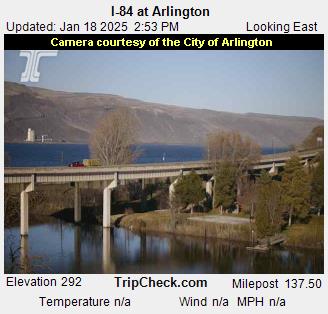 I-84 at Arlington
Updated: Jan 18 2025 2:53 PM Looking East
Camera courtesy of the City of Arlington
Elevation 292 TripCheck.com Milepost 137.50
Temperature n/a Wind n/a MPH n/a